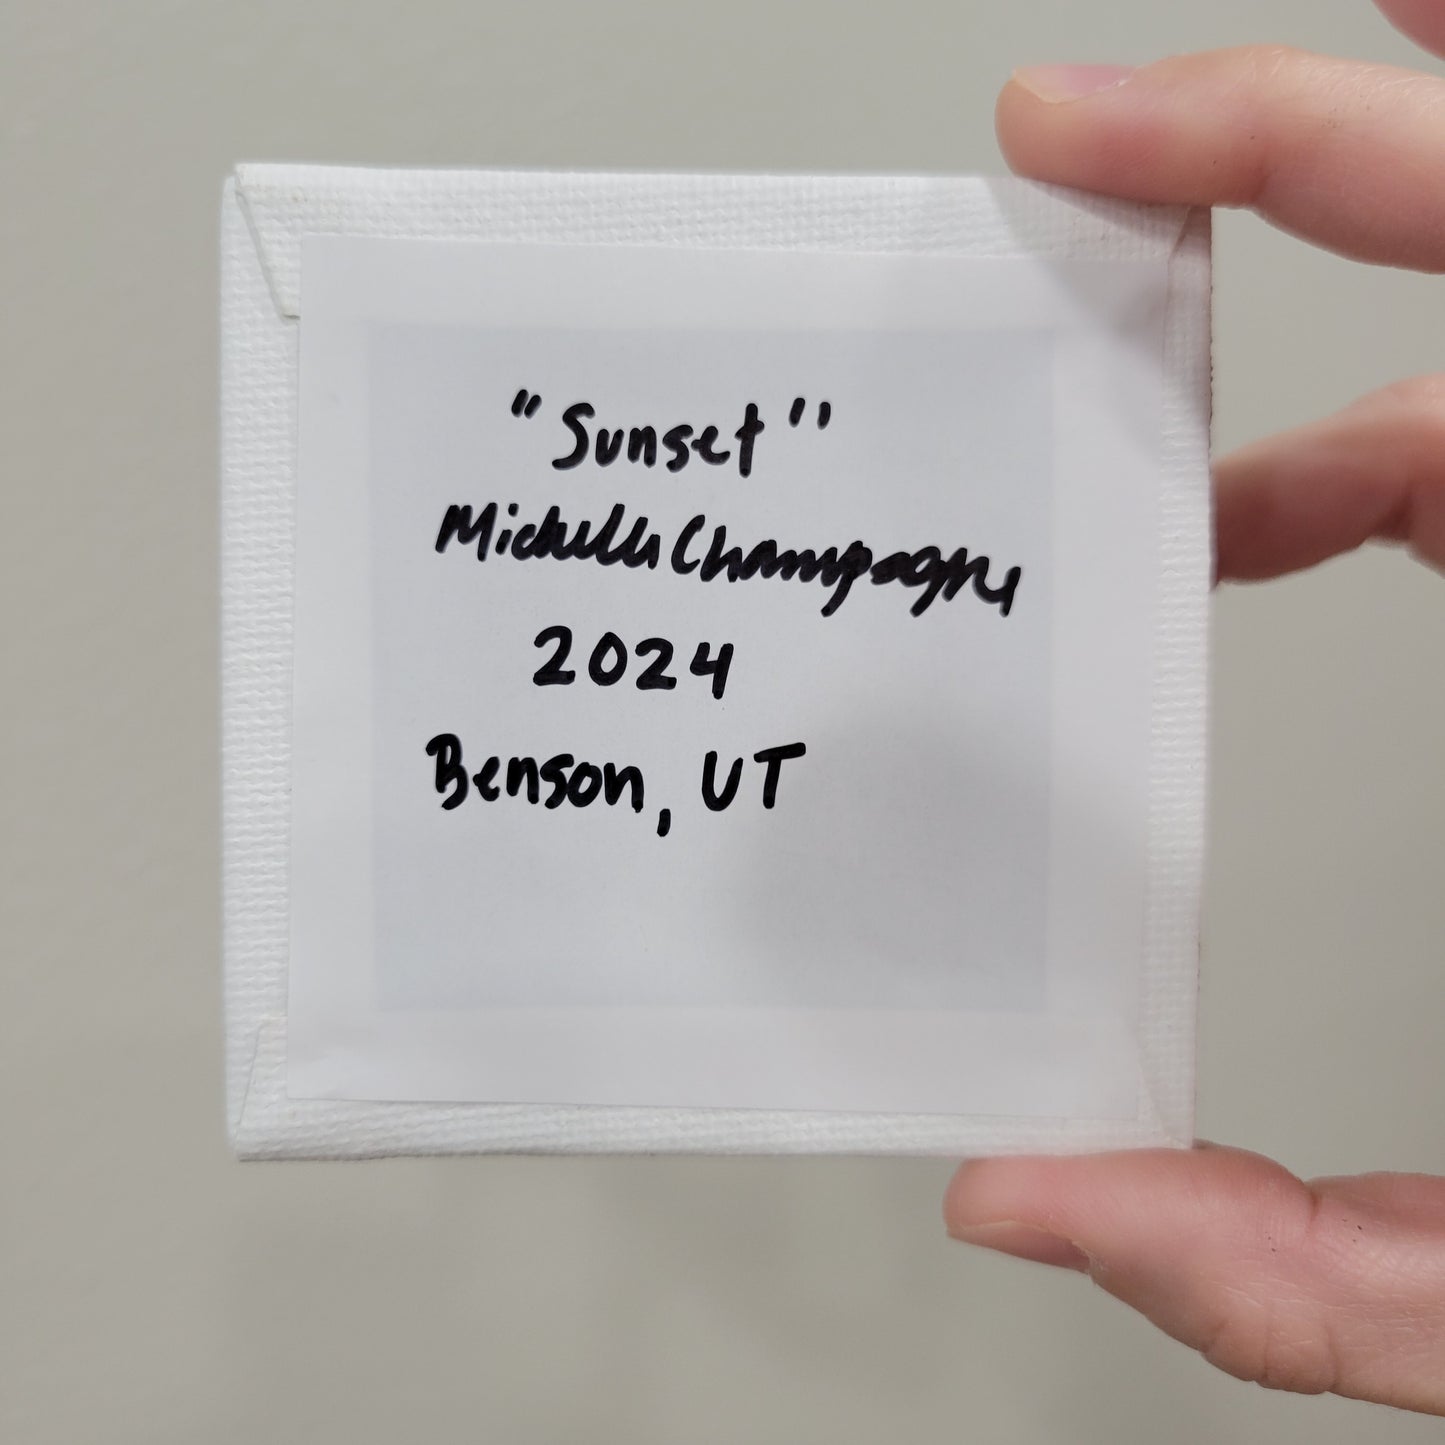 "Sunset"
Michelle Champagne
2024
Benson, UT